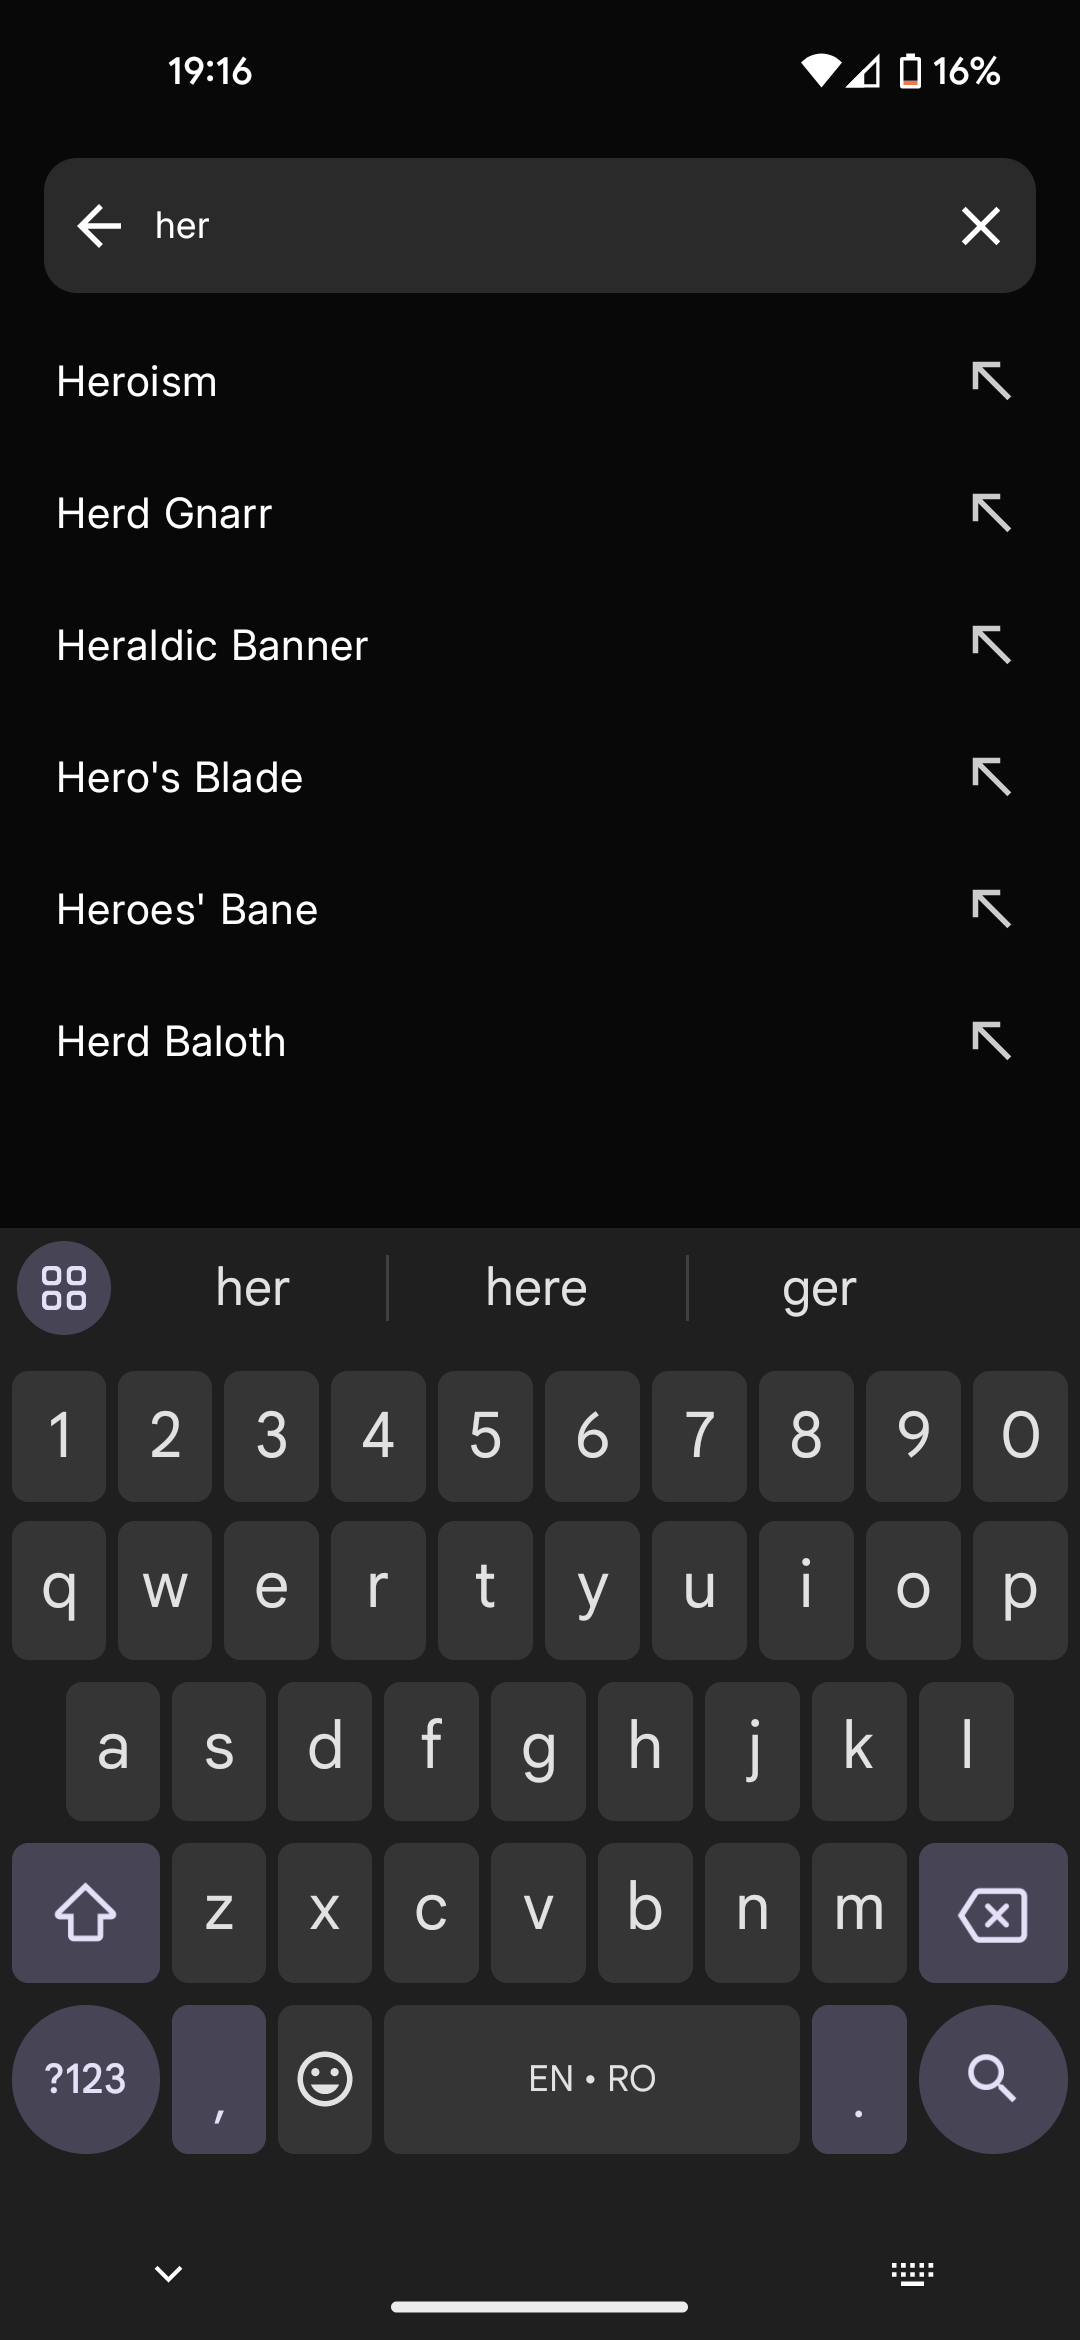 19:16 16%
her
Heroism
Herd Gnarr
Heraldic Banner
Hero's Blade
Heroes' Bane
Herd Baloth
her here ger
1 2 3 4 5 6 7 8 9 0
q w e r t y u i o p
a s d f g h j k l
z x c v b n m
?123 , EN • RO .